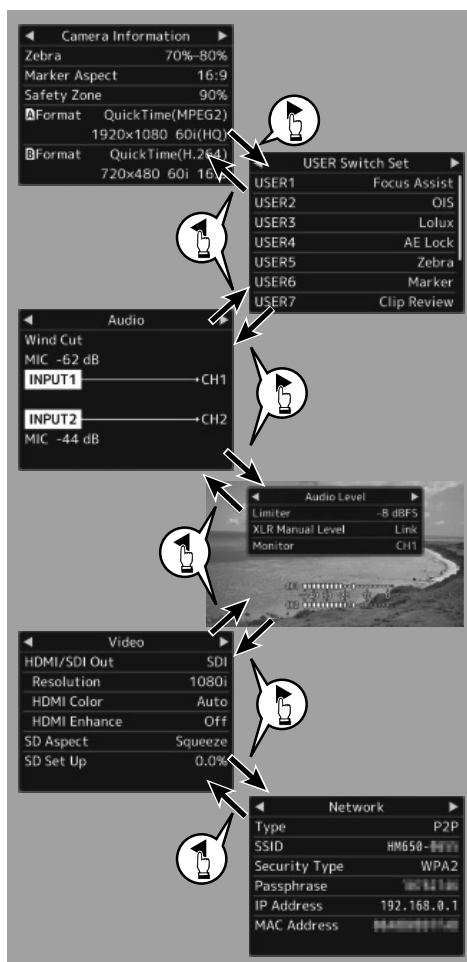 ◀ Camera Information ▶
Zebra 70%–80%
Marker Aspect 16:9
Safety Zone 90%
AFormat QuickTime(MPEG2)
1920×1080 60i(HQ)
BFormat QuickTime(H.264)
720×480 60i
USER Switch Set ▶
USER1 Focus Assist
USER2 OIS
USER3 Lolux
USER4 AE Lock
USER5 Zebra
USER6 Marker
USER7 Clip Review
◀ Audio ▶
Wind Cut
MIC -62 dB
INPUT1 CH1
INPUT2 CH2
MIC -44 dB
◀ Audio Level ▶
Limiter -8 dBFS
XLR Manual Level Link
Monitor CH1
◀ Video
HDMI/SDI Out SDI
Resolution 1080i
HDMI Color Auto
HDMI Enhance Off
SD Aspect Squeeze
SD Set Up 0.0%
◀ Network ▶
Type P2P
SSID HM650-
Security Type WPA2
Passphrase
IP Address 192.168.0.1
MAC Address